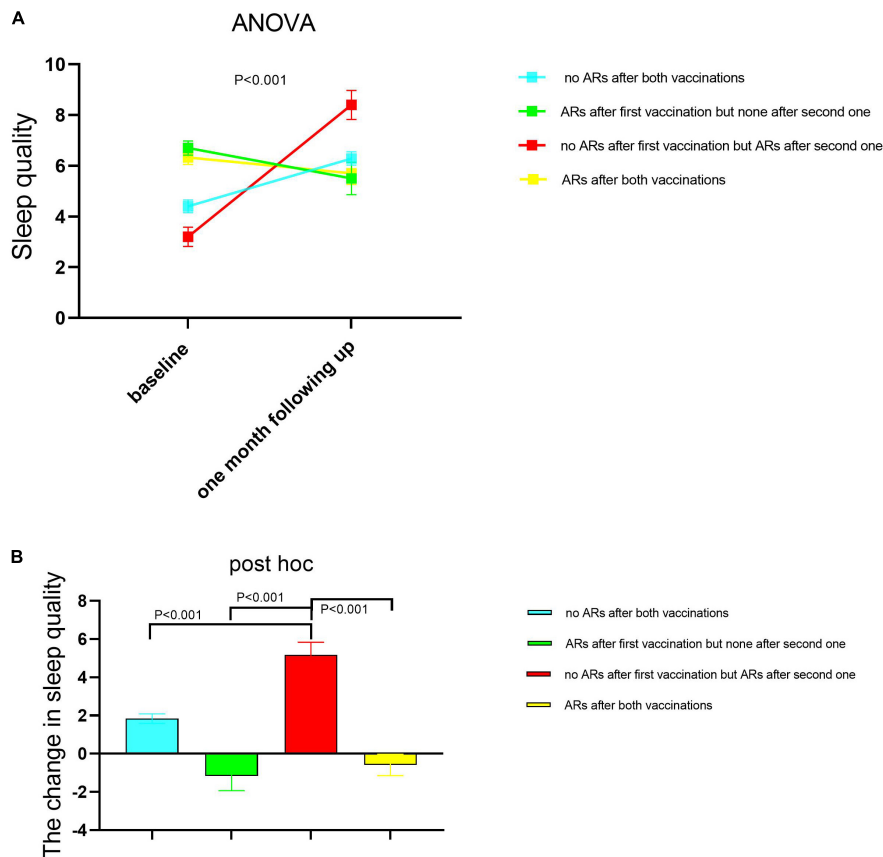 A
ANOVA
P<0.001
Sleep quality
10
8
6
4
2
0
baseline
one month following up
no ARs after both vaccinations
ARs after first vaccination but none after second one
no ARs after first vaccination but ARs after second one
ARs after both vaccinations
B
post hoc
The change in sleep quality
8
6
4
2
0
-2
-4
P<0.001
P<0.001
P<0.001
no ARs after both vaccinations
ARs after first vaccination but none after second one
no ARs after first vaccination but ARs after second one
ARs after both vaccinations